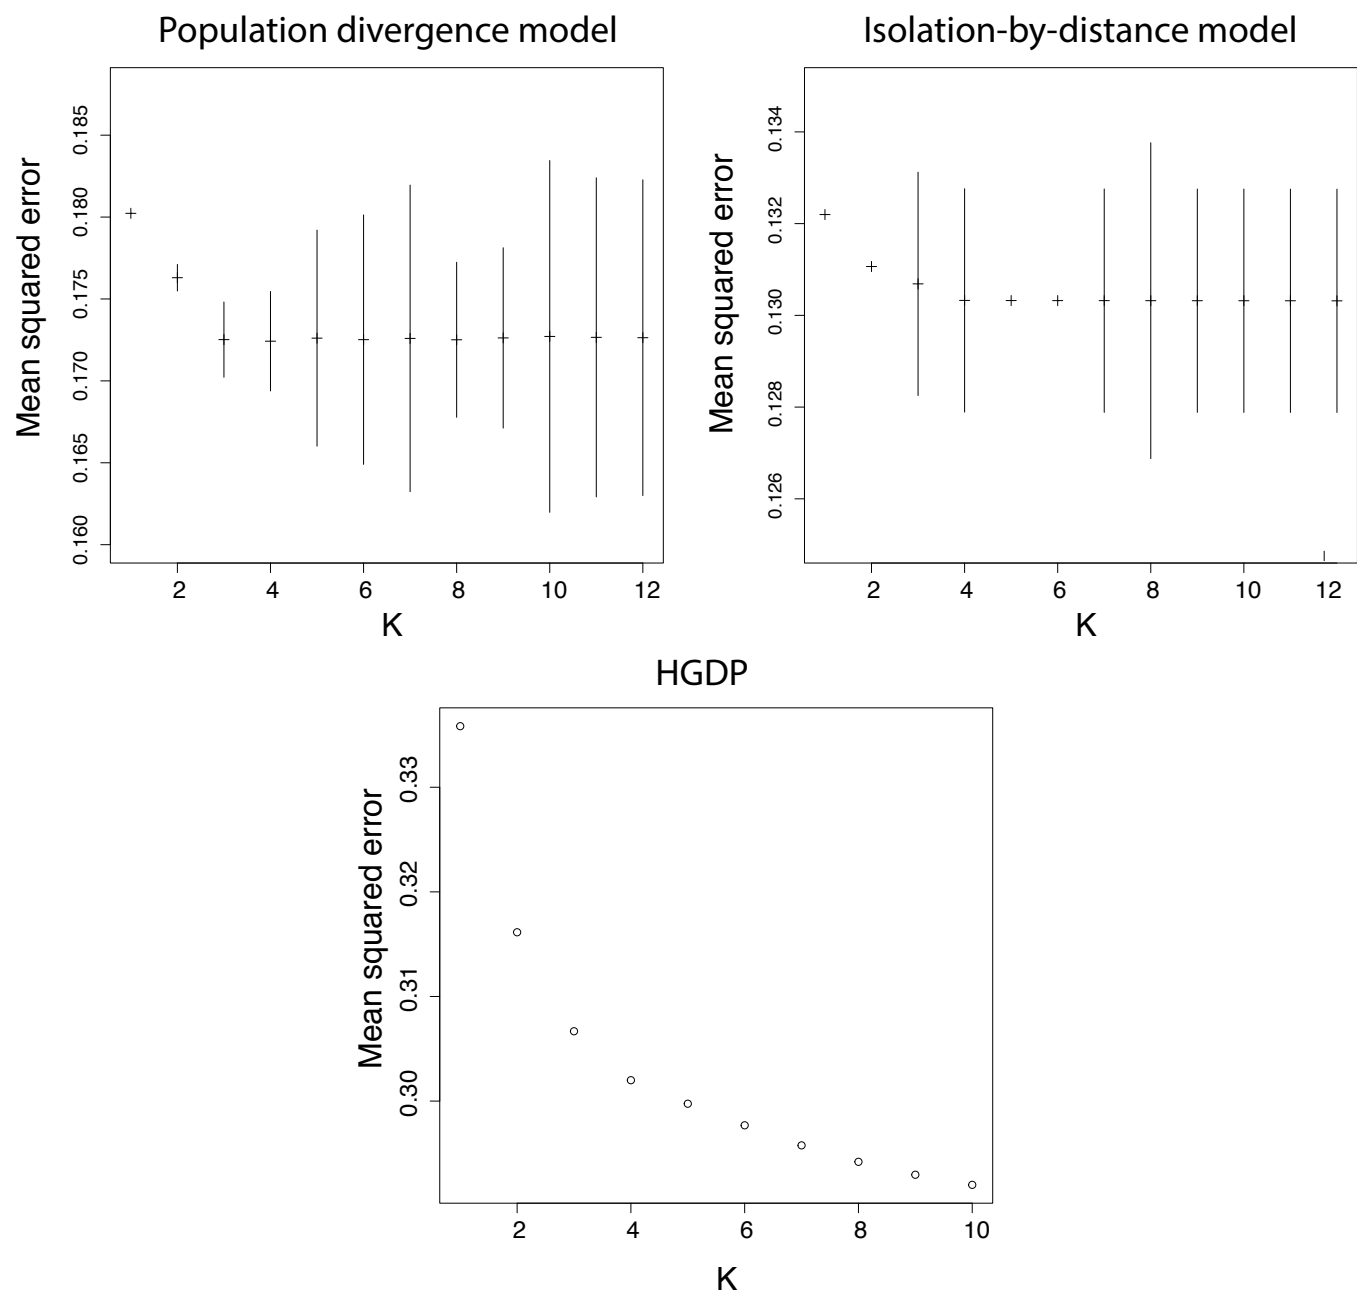 Population divergence model
Isolation-by-distance model
Mean squared error
0.185
0.180
0.175
0.170
0.165
0.160
2 4 6 8 10 12
K
Mean squared error
0.134
0.132
0.130
0.128
0.126
2 4 6 8 10 12
K
HGDP
Mean squared error
0.33
0.32
0.31
0.30
2 4 6 8 10
K